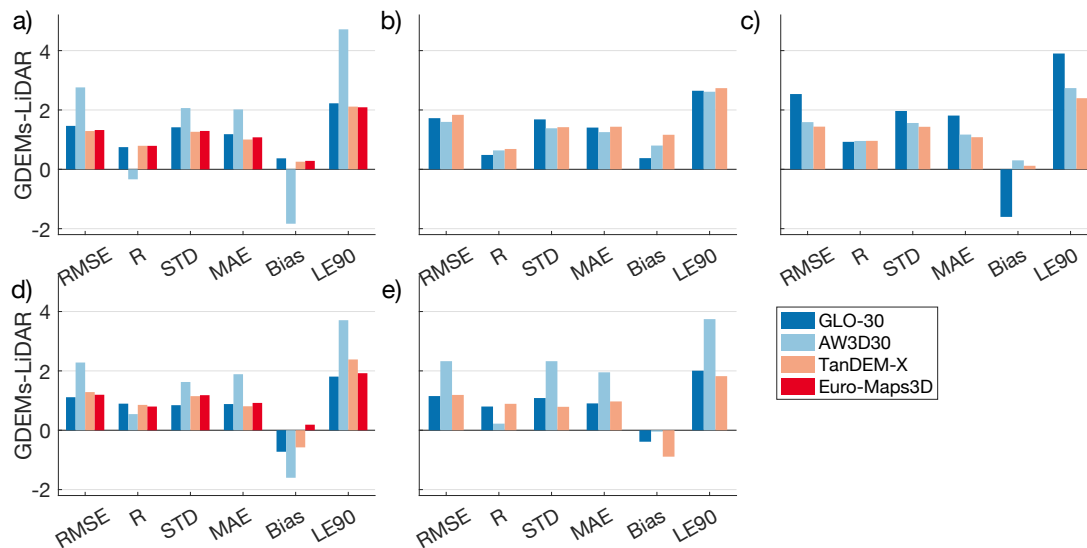 a)
GDEMs-LiDAR
4
2
0
-2
RMSE
R
STD
MAE
Bias
LE90
b)
RMSE
R
STD
MAE
Bias
LE90
c)
RMSE
R
STD
MAE
Bias
LE90
d)
GDEMs-LiDAR
4
2
0
-2
RMSE
R
STD
MAE
Bias
LE90
e)
RMSE
R
STD
MAE
Bias
LE90
GLO-30
AW3D30
TanDEM-X
Euro-Maps3D